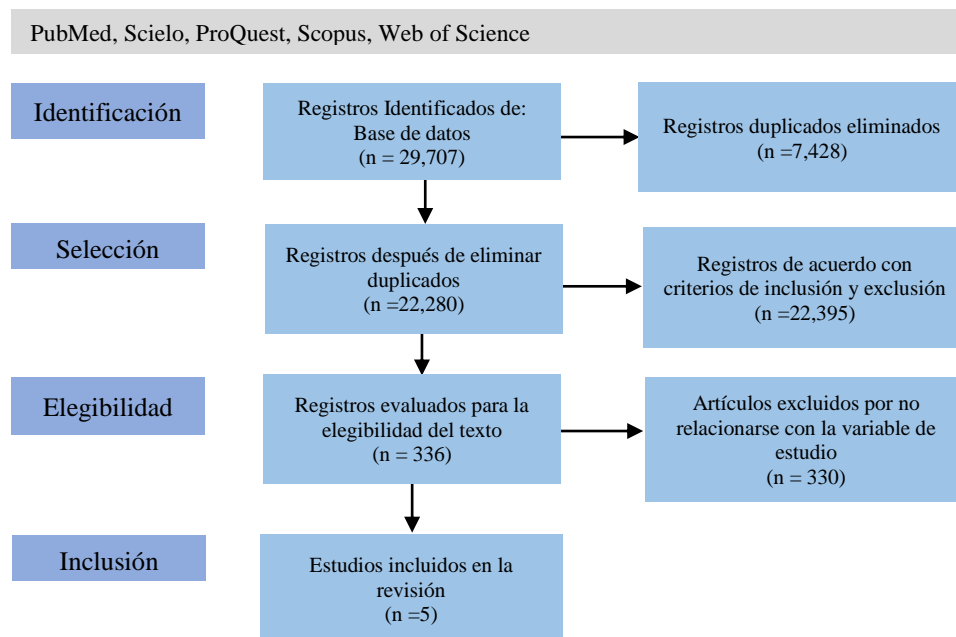 PubMed, Scielo, ProQuest, Scopus, Web of Science
Identificación
Registros Identificados de:
Base de datos
(n = 29,707)
Registros duplicados eliminados
(n =7,428)
Selección
Registros después de eliminar
duplicados
(n =22,280)
Registros de acuerdo con
criterios de inclusión y exclusión
(n =22,395)
Elegibilidad
Registros evaluados para la
elegibilidad del texto
(n = 336)
Artículos excluidos por no
relacionarse con la variable de
estudio
(n = 330)
Inclusión
Estudios incluidos en la
revisión
(n =5)